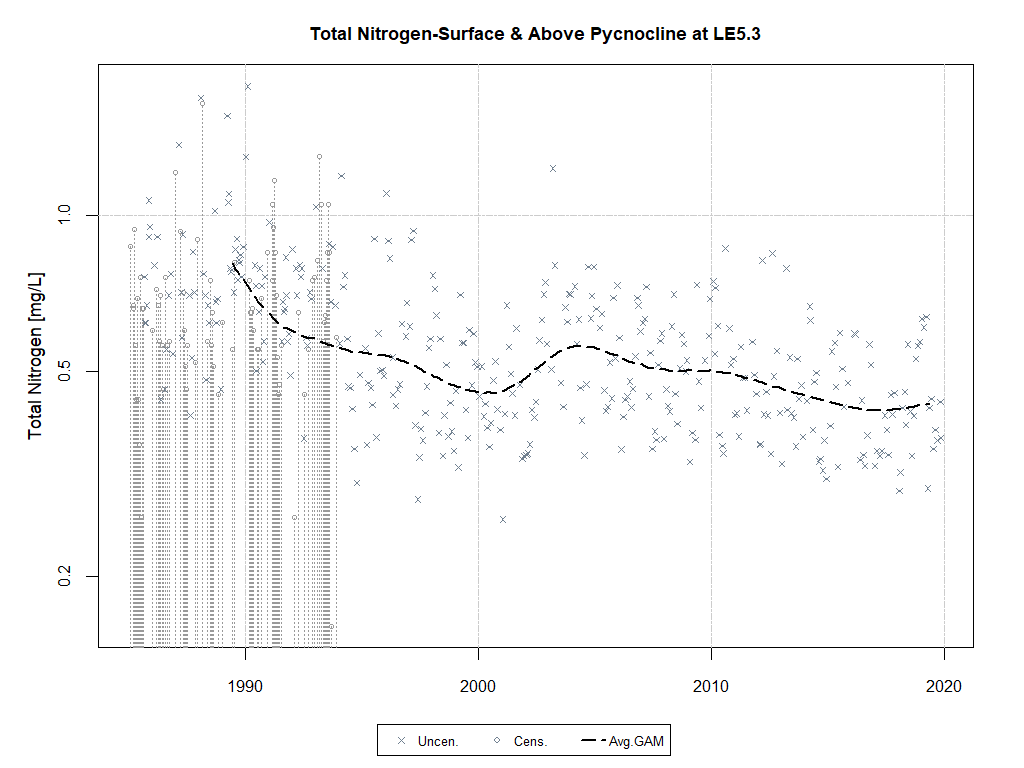 Total Nitrogen-Surface & Above Pycnocline at LE5.3
Total Nitrogen [mg/L]
1.0
0.5
0.2
1990 2000 2010 2020
Uncen. Cens. Avg.GAM